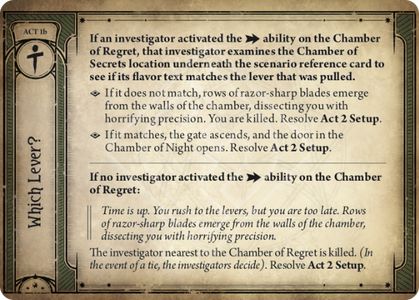 ACT 1b
Which Lever?
If an investigator activated the ability on the Chamber
of Regret, that investigator examines the Chamber of
Secrets location underneath the scenario reference card to
see if its flavor text matches the lever that was pulled.
If it does not match, rows of razor-sharp blades emerge
from the walls of the chamber, dissecting you with
horrifying precision. You are killed. Resolve Act 2 Setup.
If it matches, the gate ascends, and the door in the
Chamber of Night opens. Resolve Act 2 Setup.
If no investigator activated the ability on the Chamber
of Regret:
Time is up. You rush to the levers, but you are too late. Rows
of razor-sharp blades emerge from the walls of the chamber,
dissecting you with horrifying precision.
The investigator nearest to the Chamber of Regret is killed. (In
the event of a tie, the investigators decide). Resolve Act 2 Setup.